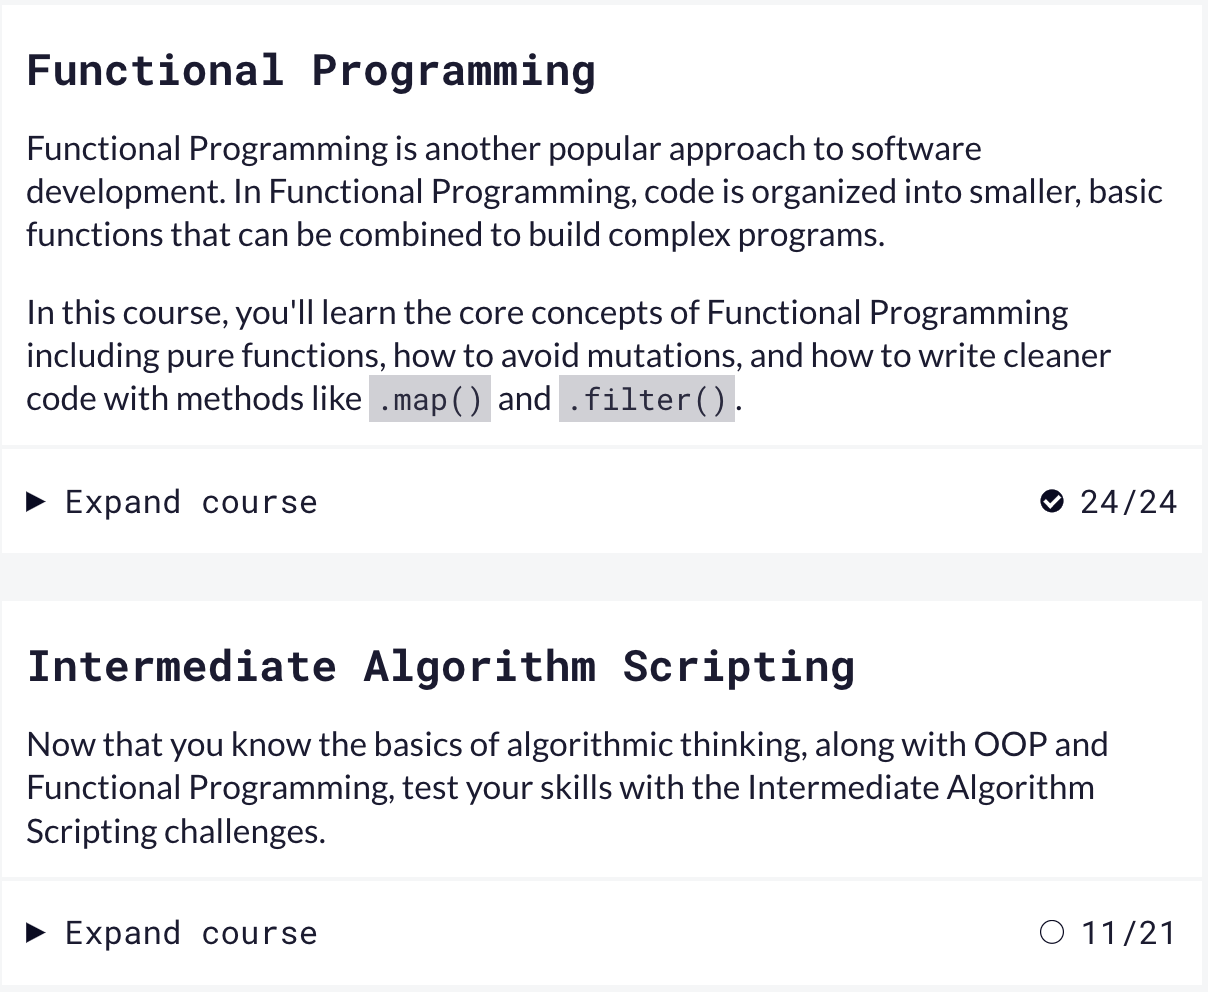 Functional Programming
Functional Programming is another popular approach to software
development. In Functional Programming, code is organized into smaller, basic
functions that can be combined to build complex programs.
In this course, you'll learn the core concepts of Functional Programming
including pure functions, how to avoid mutations, and how to write cleaner
code with methods like .map() and .filter().
Expand course 24/24
Intermediate Algorithm Scripting
Now that you know the basics of algorithmic thinking, along with OOP and
Functional Programming, test your skills with the Intermediate Algorithm
Scripting challenges.
Expand course 11/21